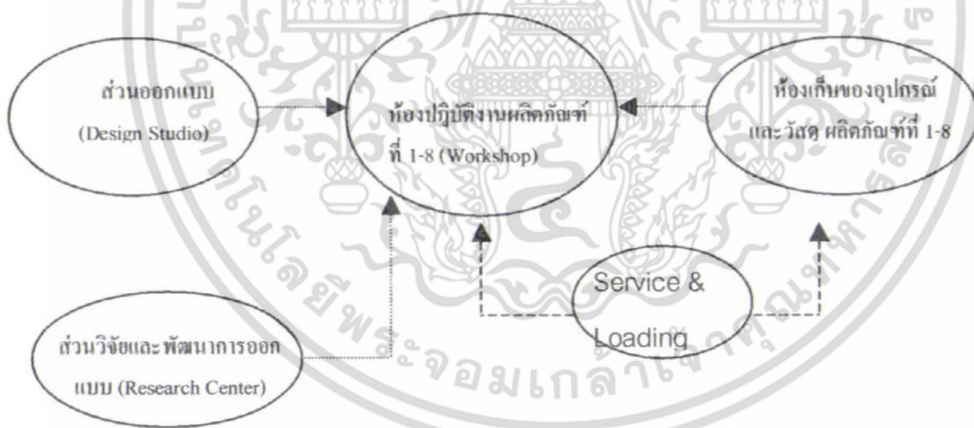 ส่วนออกแบบ
(Design Studio)
ห้องปฏิบัติงานผลิตภัณฑ์
ที่ 1-8 (Workshop)
ห้องเก็บของอุปกรณ์
และวัสดุ ผลิตภัณฑ์ที่ 1-8
Service &
Loading
ส่วนวิจัยและพัฒนาการออก
แบบ (Research Center)